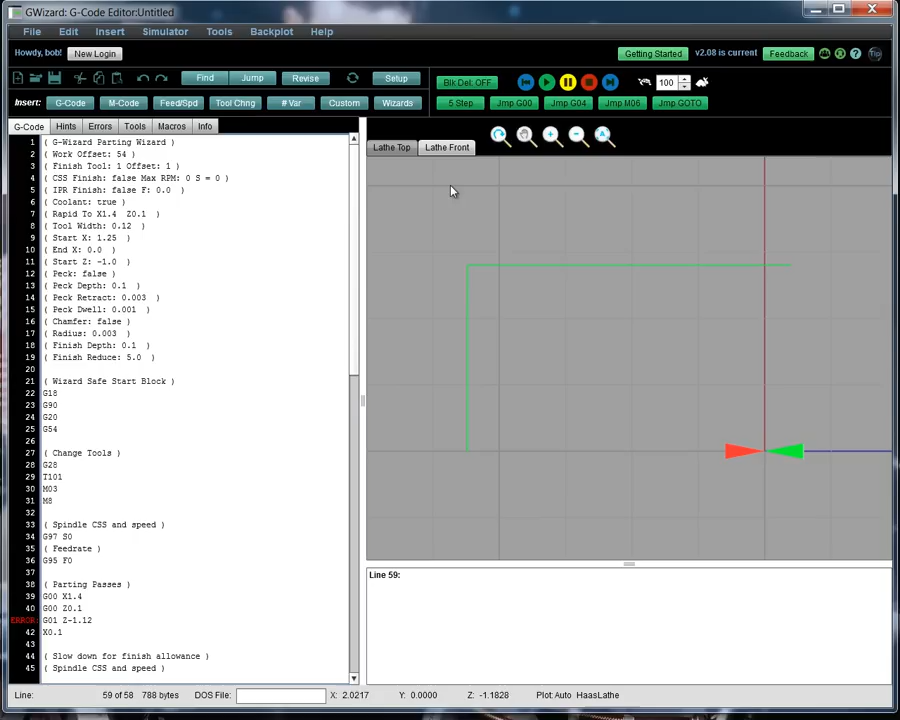 GWizard: G-Code Editor:Untitled
File Edit Insert Simulator Tools Backplot Help
Howdy, bob! New Login Getting Started v2.08 is current Feedback Tip
Find Jump Revise Setup Blk Del: OFF 100
Insert: G-Code M-Code Feed/Spd Tool Chng # Var Custom Wizards 5 Step Jmp G00 Jmp G04 Jmp M06 Jmp GOTO
G-Code Hints Errors Tools Macros Info
Lathe Top Lathe Front
1 ( G-Wizard Parting Wizard )
2 ( Work Offset: 54 )
3 ( Finish Tool: 1 Offset: 1 )
4 ( CSS Finish: false Max RPM: 0 S = 0 )
5 ( IPR Finish: false F: 0.0 )
6 ( Coolant: true )
7 ( Rapid To X1.4 Z0.1 )
8 ( Tool Width: 0.12 )
9 ( Start X: 1.25 )
10 ( End X: 0.0 )
11 ( Start Z: -1.0 )
12 ( Peck: false )
13 ( Peck Depth: 0.1 )
14 ( Peck Retract: 0.003 )
15 ( Peck Dwell: 0.001 )
16 ( Chamfer: false )
17 ( Radius: 0.003 )
18 ( Finish Depth: 0.1 )
19 ( Finish Reduce: 5.0 )
20
21 ( Wizard Safe Start Block )
22 G18
23 G90
24 G20
25 G54
26
27 ( Change Tools )
28 G28
29 T101
30 M03
31 M8
32
33 ( Spindle CSS and speed )
34 G97 S0
35 ( Feedrate )
36 G95 F0
37
38 ( Parting Passes )
39 G00 X1.4
40 G00 Z0.1
ERROR: G01 Z-1.12
42 X0.1
43
44 ( Slow down for finish allowance )
45 ( Spindle CSS and speed )
Line 59:
Line: 59 of 58 788 bytes DOS File: X: 2.0217 Y: 0.0000 Z: -1.1828 Plot: Auto HaasLathe